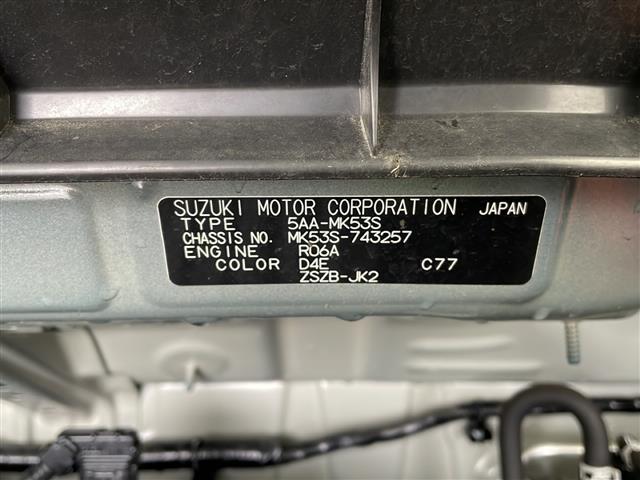 SUZUKI MOTOR CORPORATION JAPAN
TYPE 5AA-MK53S
CHASSIS NO. MK53S-743257
ENGINE R06A
COLOR D4E C77
ZSZB-JK2